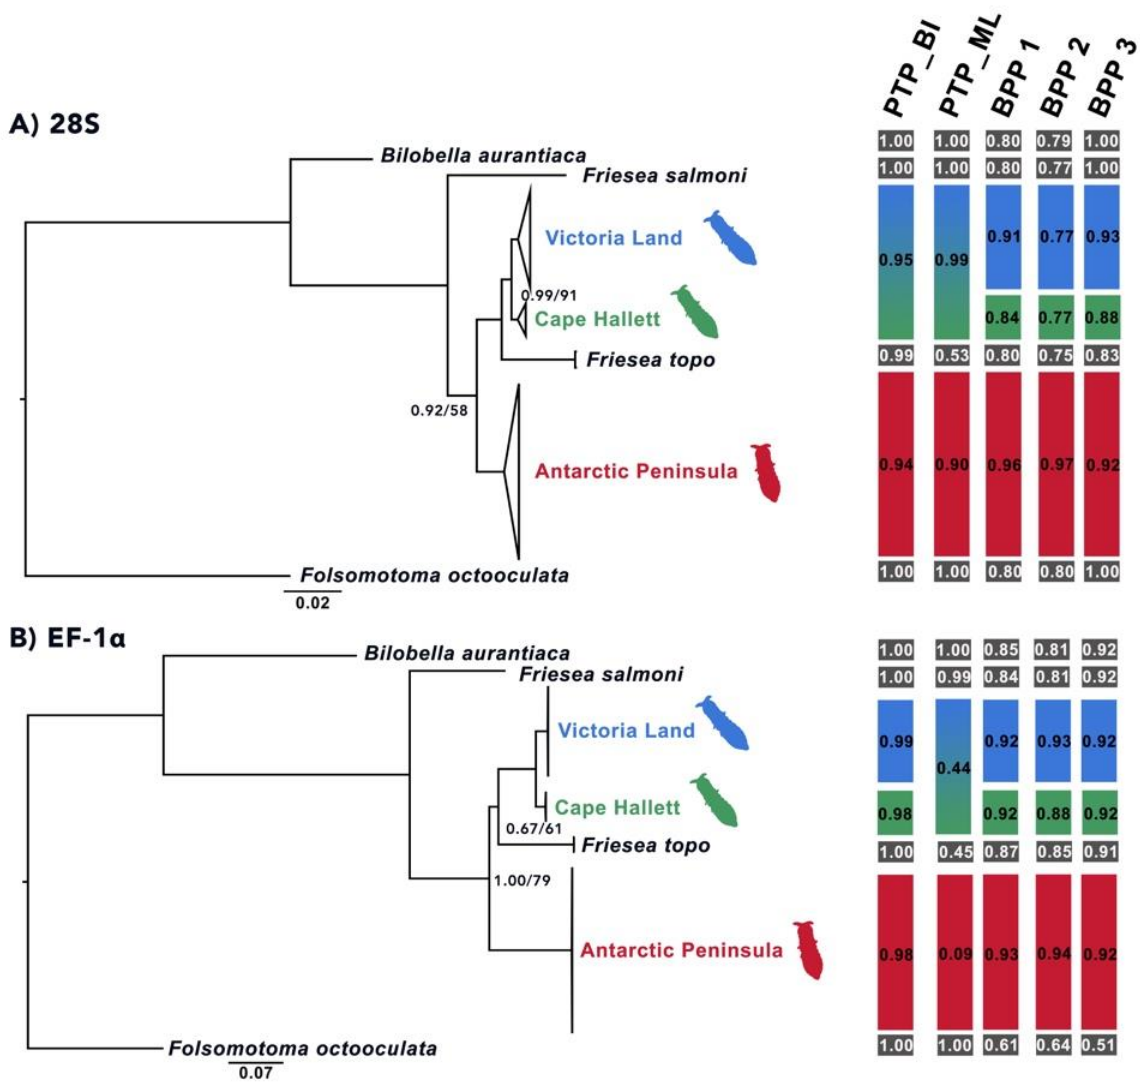 PTP_BI PTP_ML BPP 1 BPP 2 BPP 3
A) 28S
1.00 1.00 0.80 0.79 1.00
Bilobella aurantiaca
1.00 1.00 0.80 0.77 1.00
Friesea salmoni
Victoria Land
0.95 0.99 0.91 0.77 0.93
0.99/91
Cape Hallett
0.84 0.77 0.88
Friesea topo
0.99 0.53 0.80 0.75 0.83
0.92/58
Antarctic Peninsula
0.94 0.90 0.96 0.97 0.92
Folsomotoma octooculata
1.00 1.00 0.80 0.80 1.00
0.02
B) EF-1α
Bilobella aurantiaca
1.00 1.00 0.85 0.81 0.92
Friesea salmoni
1.00 0.99 0.84 0.81 0.92
Victoria Land
0.99 0.44 0.92 0.93 0.92
Cape Hallett
0.98 0.92 0.88 0.92
0.67/61
Friesea topo
1.00 0.45 0.87 0.85 0.91
1.00/79
Antarctic Peninsula
0.98 0.09 0.93 0.94 0.92
Folsomotoma octooculata
1.00 1.00 0.61 0.64 0.51
0.07